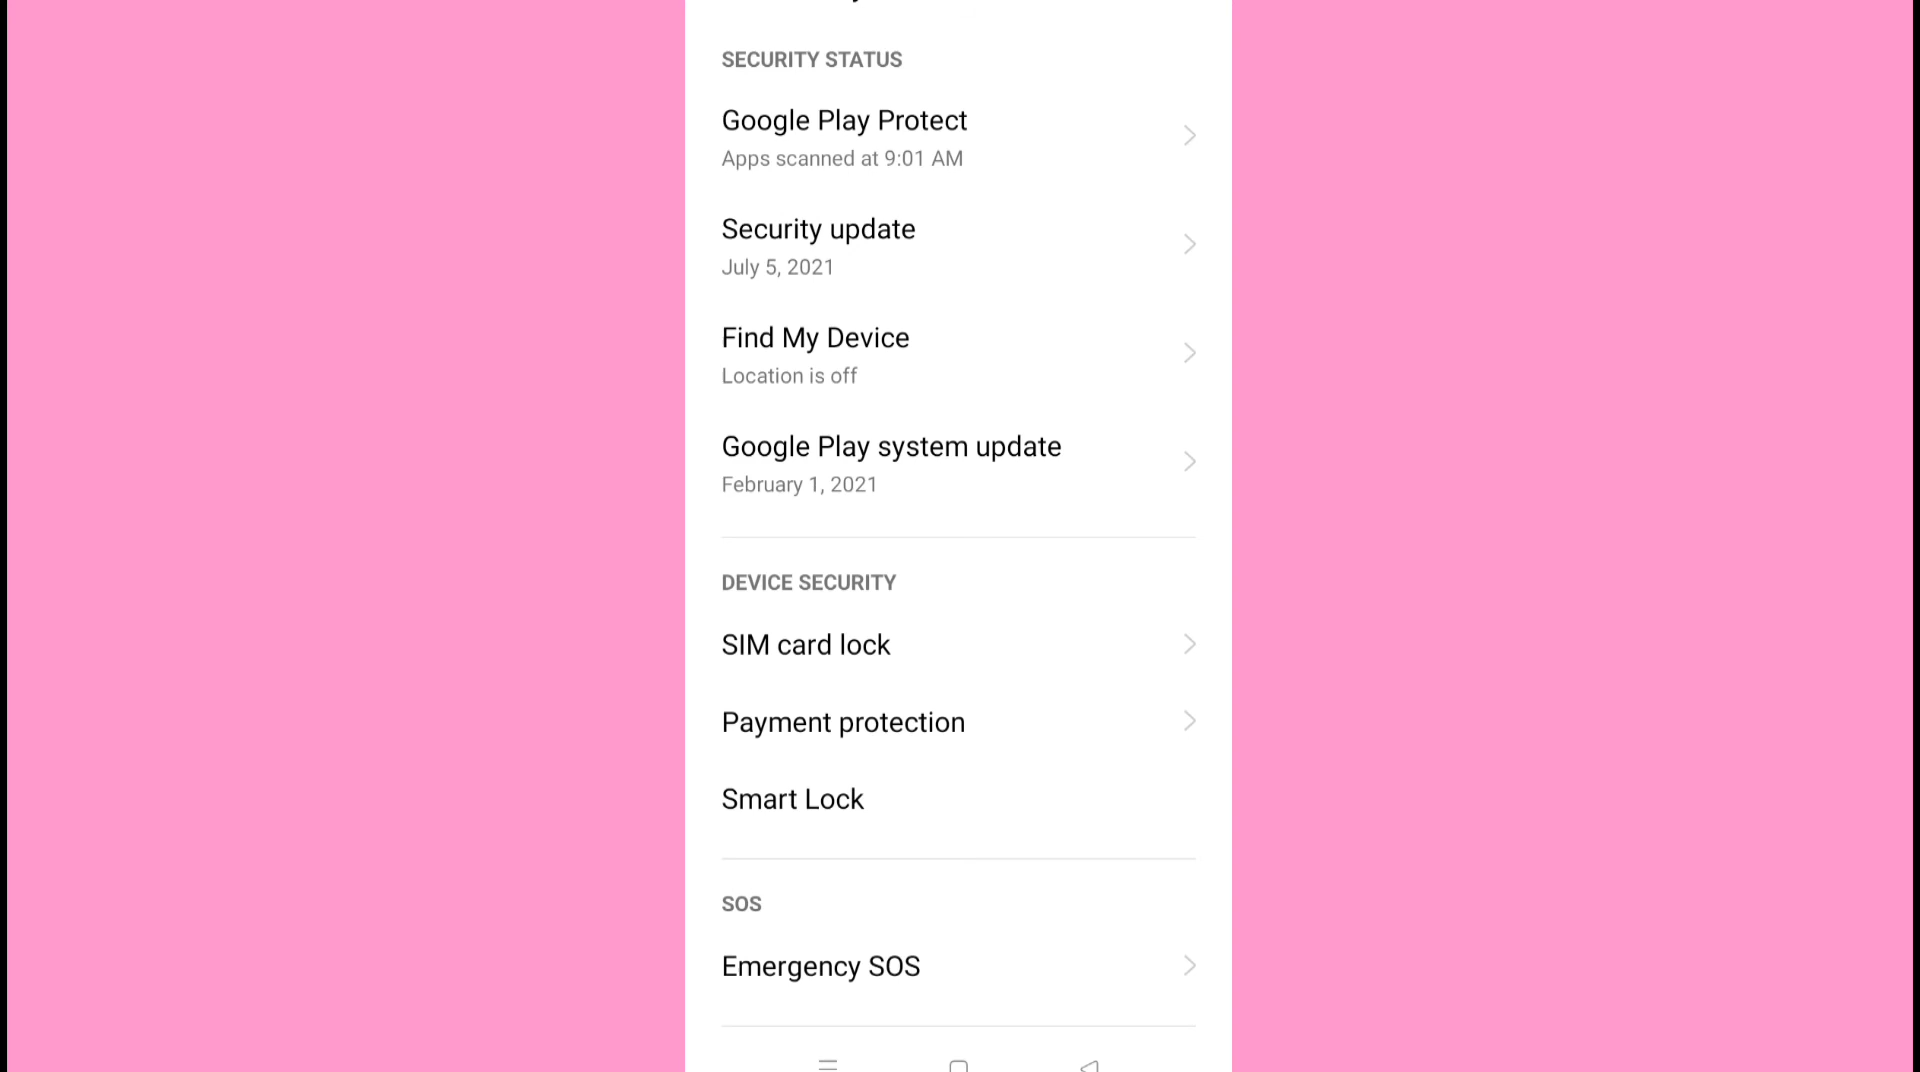 SECURITY STATUS
Google Play Protect
Apps scanned at 9:01 AM
Security update
July 5, 2021
Find My Device
Location is off
Google Play system update
February 1, 2021
DEVICE SECURITY
SIM card lock
Payment protection
Smart Lock
SOS
Emergency SOS